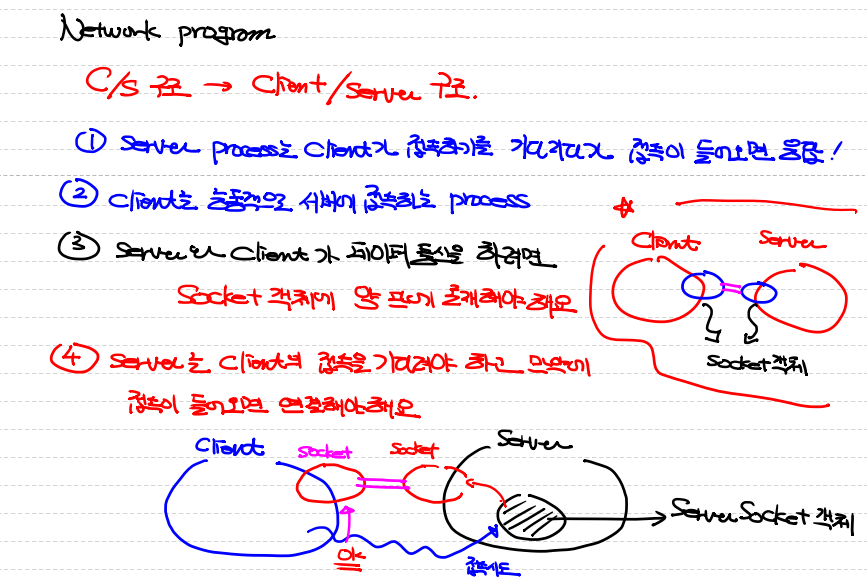 Network program
C/S 구조 → Client/Server 구조.
① Server process는 Client가 접속하기를 기다리다가 접속이 들어오면 응답!
② Client는 능동적으로 서버에 접속하는 process
③ Server와 Client가 데이터 통신을 하려면
Socket 객체가 양쪽에 존재해야 해요
Client Server
Socket 객체
④ Server는 Client의 접속을 기다려야 하고 만약에
접속이 들어오면 연결해야 해요
Client Socket Socket Server
Server Socket 객체
OK 접속시도